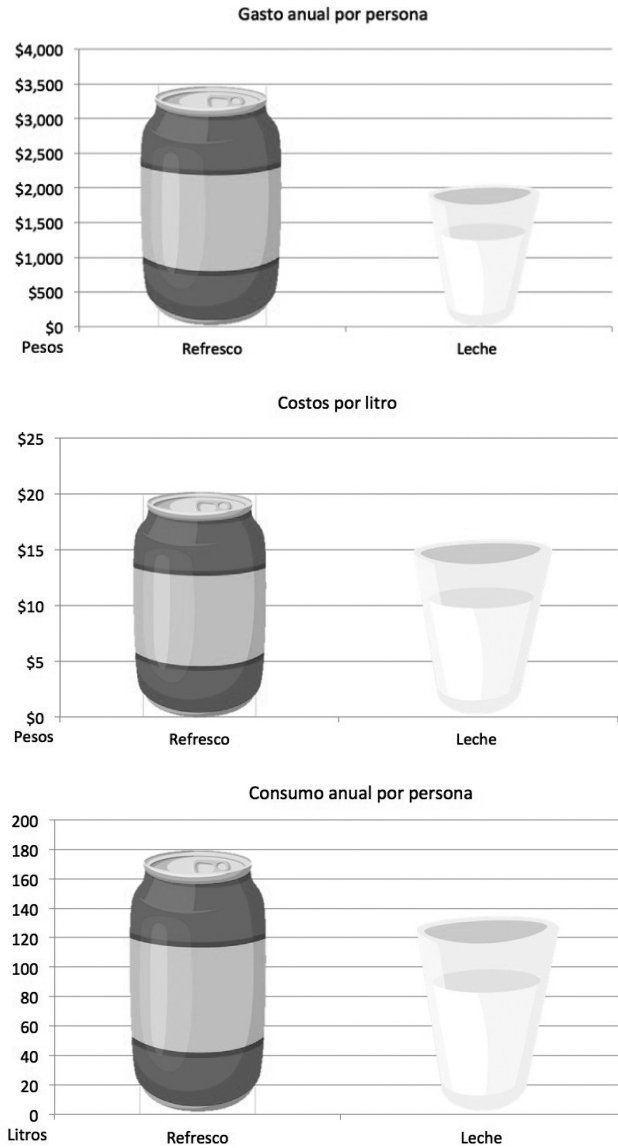 Gasto anual por persona
$4,000
$3,500
$3,000
$2,500
$2,000
$1,500
$1,000
$500
$0
Pesos
Refresco Leche
Costos por litro
$25
$20
$15
$10
$5
$0
Pesos
Refresco Leche
Consumo anual por persona
200
180
160
140
120
100
80
60
40
20
0
Litros
Refresco Leche